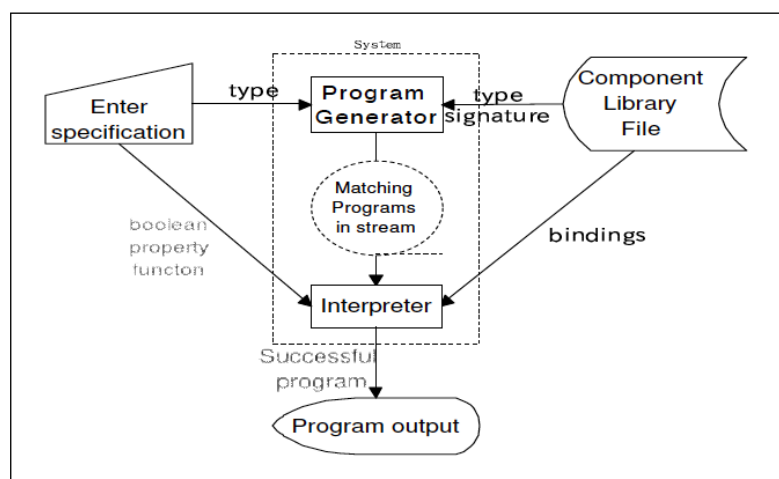 System
Enter
specification
type
Program
Generator
type
signature
Component
Library
File
Matching
Programs
in stream
boolean
property
functon
bindings
Interpreter
Successful
program
Program output